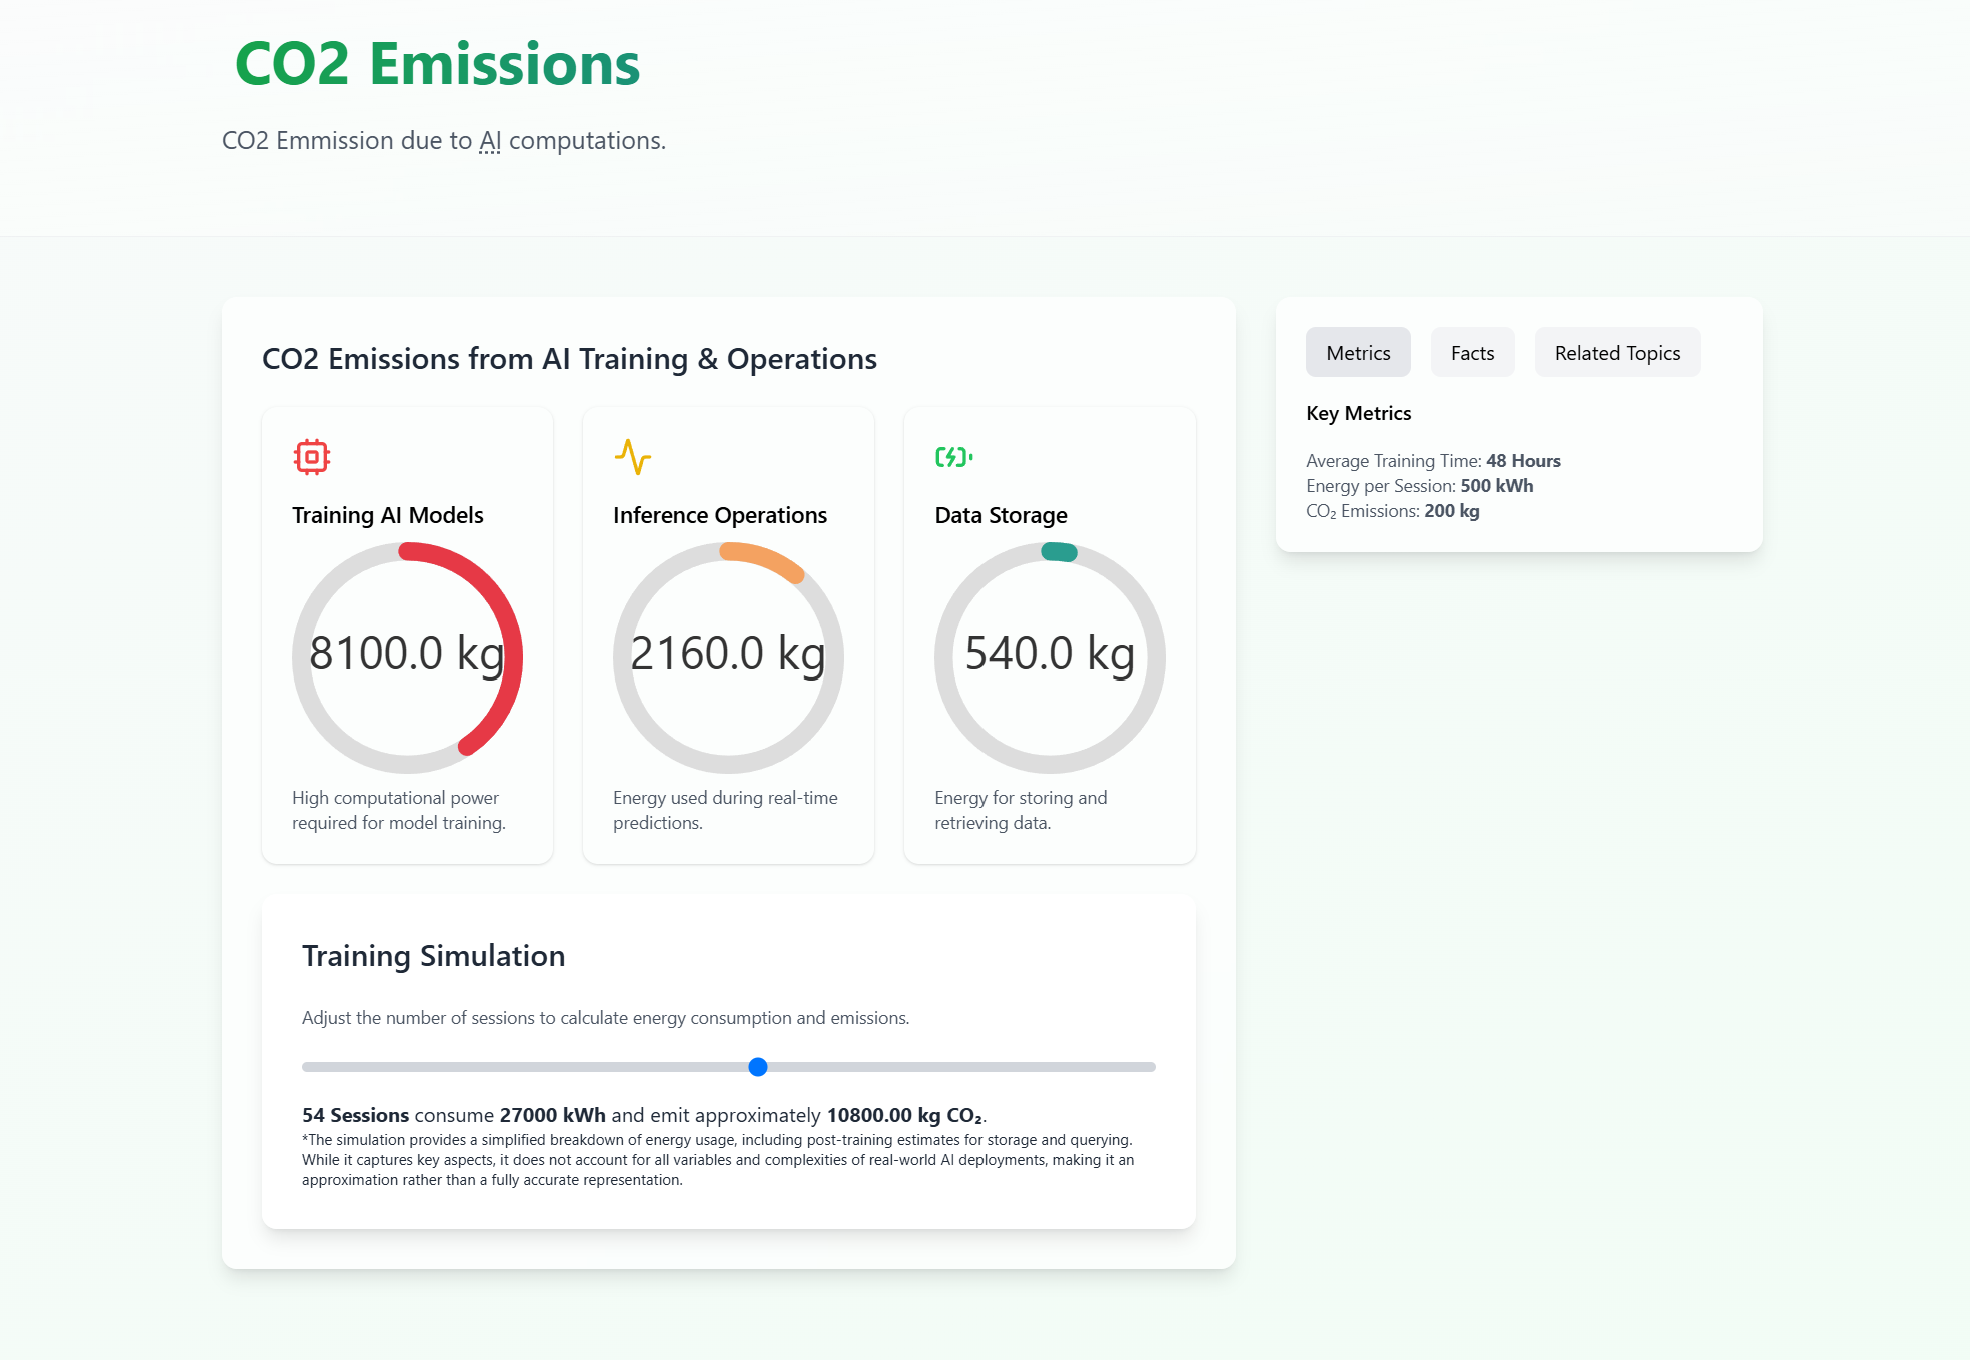 CO2 Emissions
CO2 Emmission due to AI computations.
CO2 Emissions from AI Training & Operations
Training AI Models
8100.0 kg
High computational power
required for model training.
Inference Operations
2160.0 kg
Energy used during real-time
predictions.
Data Storage
540.0 kg
Energy for storing and
retrieving data.
Training Simulation
Adjust the number of sessions to calculate energy consumption and emissions.
54 Sessions consume 27000 kWh and emit approximately 10800.00 kg CO₂.
*The simulation provides a simplified breakdown of energy usage, including post-training estimates for storage and querying.
While it captures key aspects, it does not account for all variables and complexities of real-world AI deployments, making it an
approximation rather than a fully accurate representation.
Metrics
Facts
Related Topics
Key Metrics
Average Training Time: 48 Hours
Energy per Session: 500 kWh
CO₂ Emissions: 200 kg